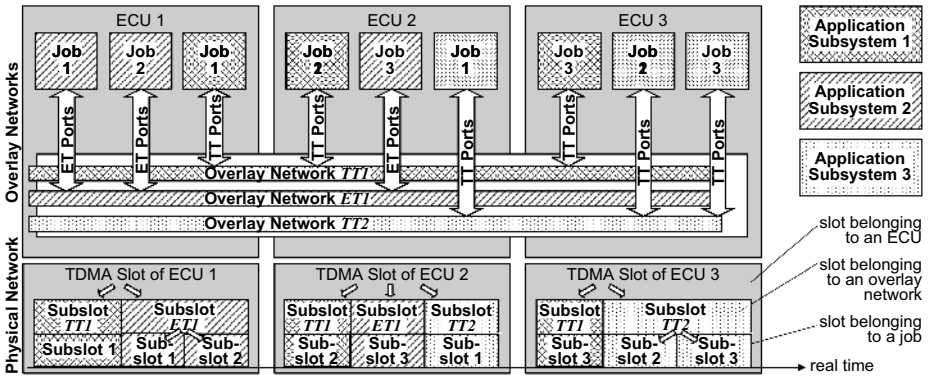 ECU 1
ECU 2
ECU 3
Overlay Networks
Job 1
Job 2
Job 1
Job 2
Job 3
Job 1
Job 3
Job 2
Job 3
Application Subsystem 1
Application Subsystem 2
Application Subsystem 3
ET Ports
ET Ports
TT Ports
TT Ports
ET Ports
TT Ports
TT Ports
TT Ports
TT Ports
Overlay Network TT1
Overlay Network ET1
Overlay Network TT2
slot belonging to an ECU
slot belonging to an overlay network
slot belonging to a job
Physical Network
TDMA Slot of ECU 1
TDMA Slot of ECU 2
TDMA Slot of ECU 3
Subslot TT1
Subslot ET1
Subslot TT1
Subslot ET1
Subslot TT2
Subslot TT1
Subslot TT2
Subslot 1
Sub-slot 1
Sub-slot 2
Sub-slot 2
Sub-slot 3
Sub-slot 1
Sub-slot 3
Sub-slot 2
Sub-slot 3
real time